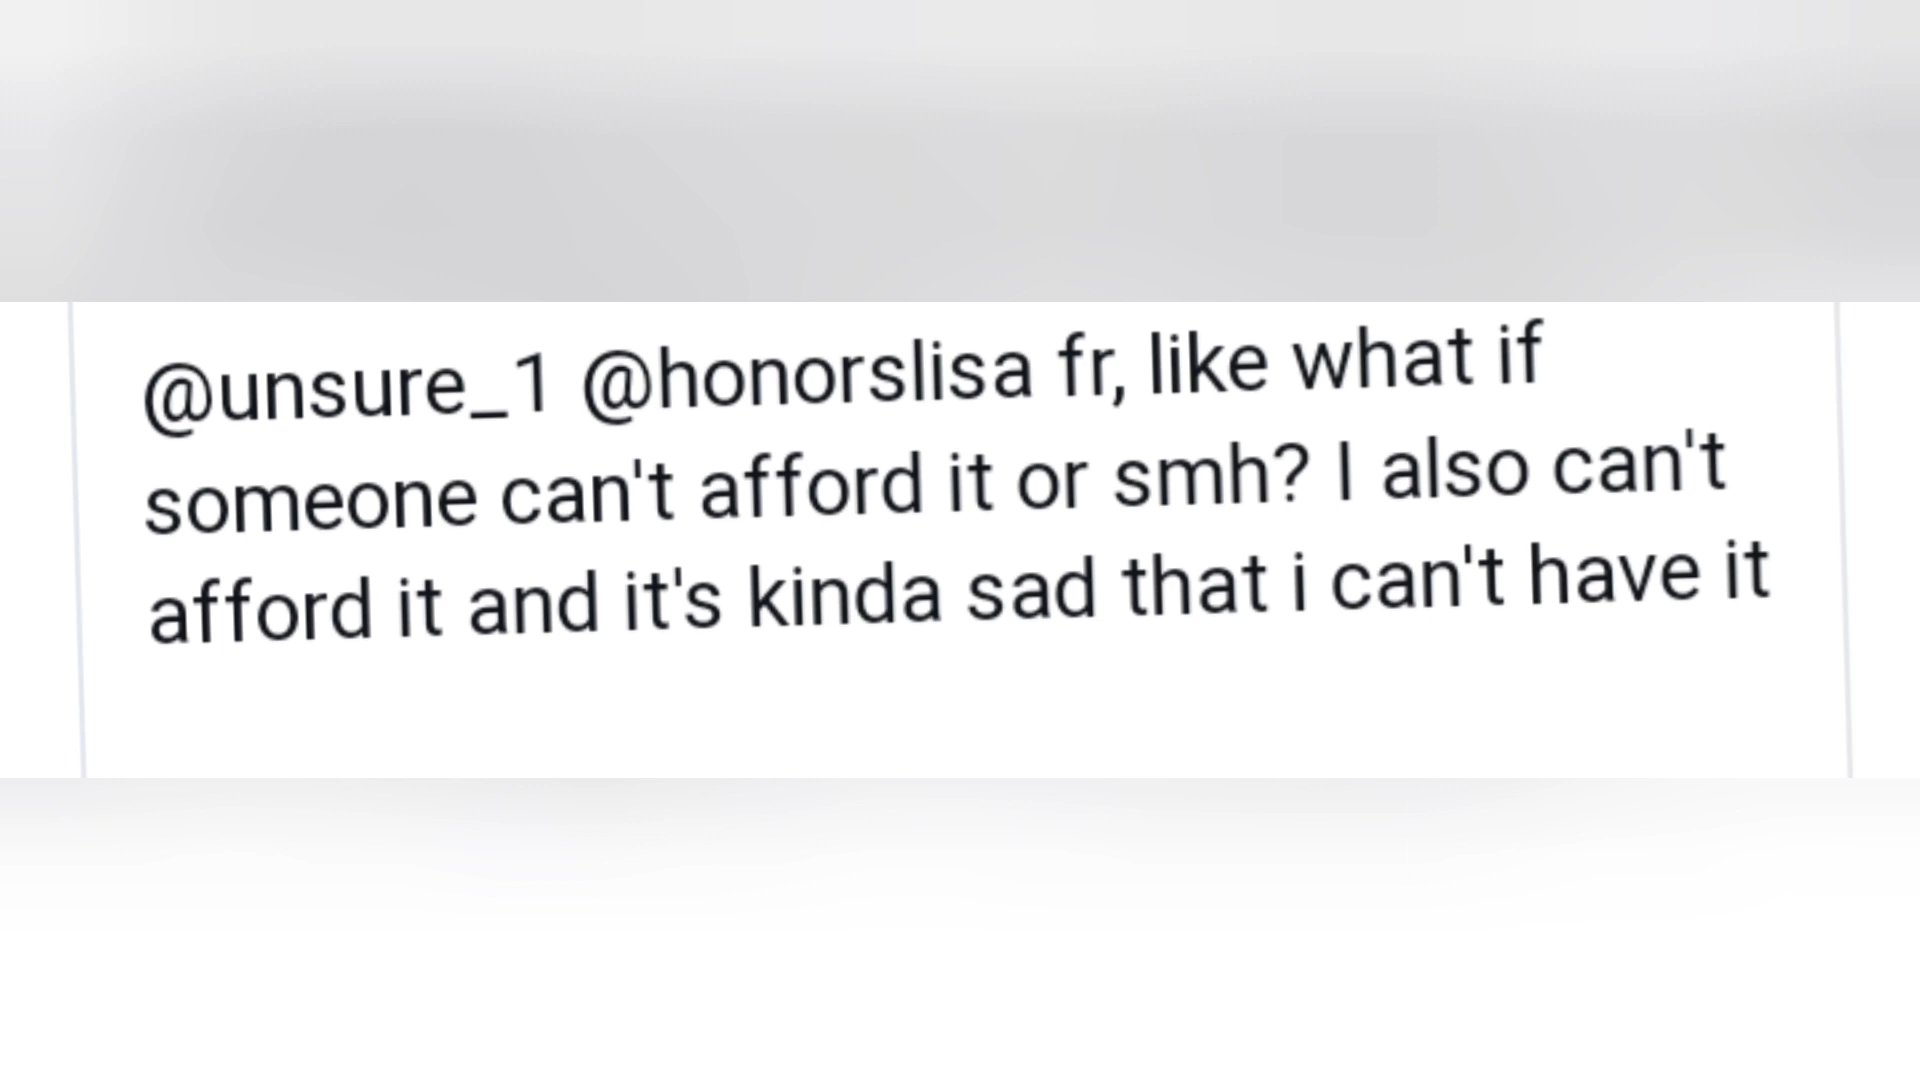 @unsure_1 @honorslisa fr, like what if
someone can't afford it or smh? I also can't
afford it and it's kinda sad that i can't have it